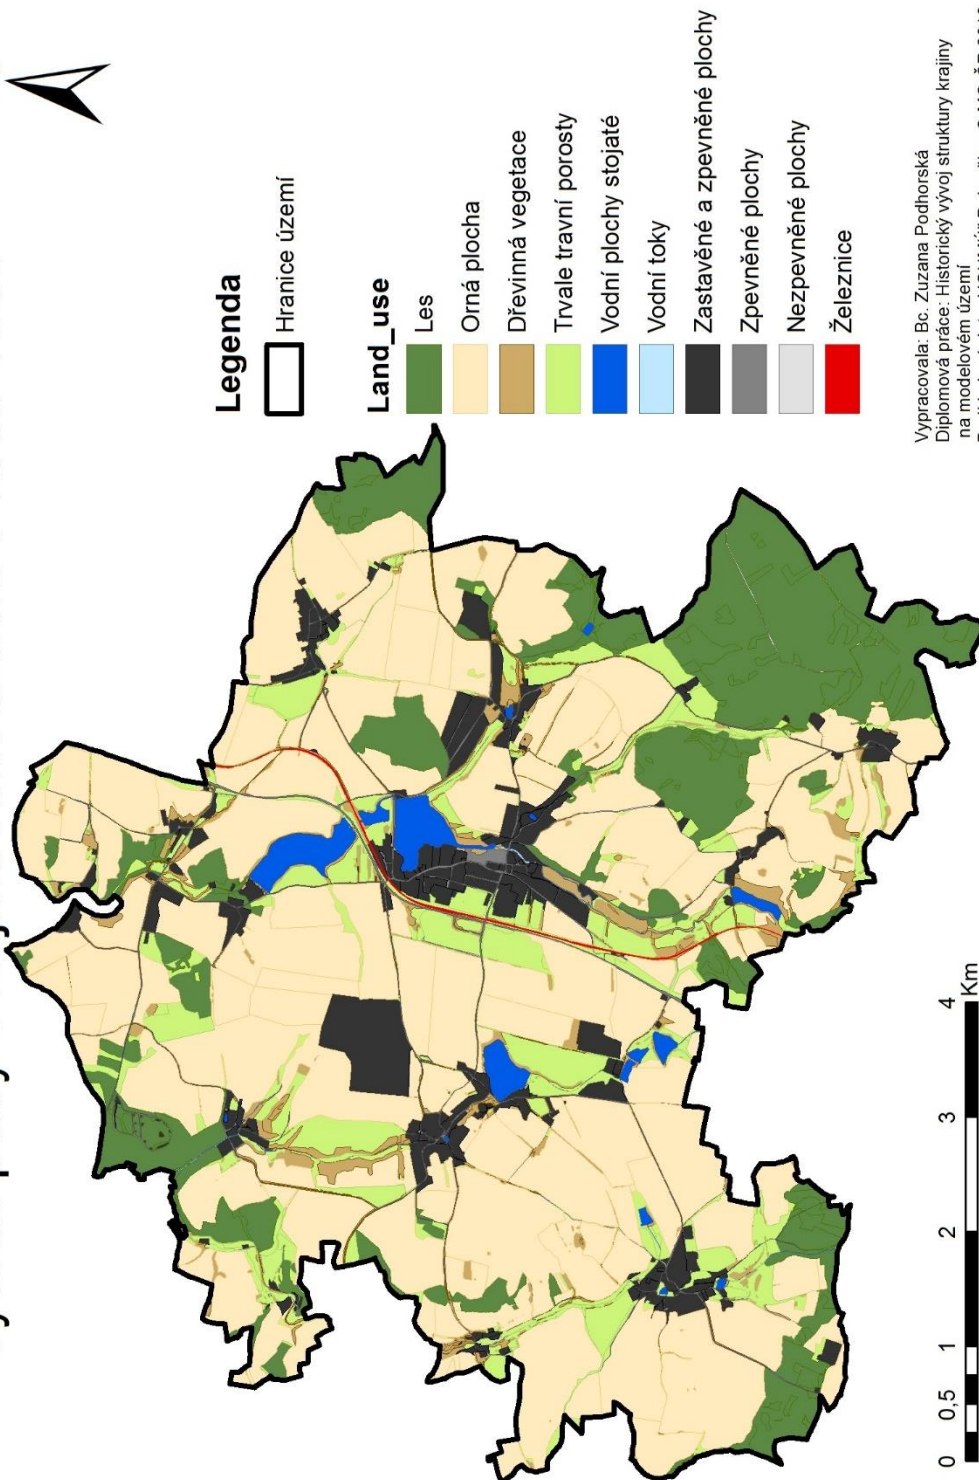 Legenda
Hranice území
Land_use
Les
Orná plocha
Dřevinná vegetace
Trvale travní porosty
Vodní plochy stojaté
Vodní toky
Zastavěné a zpevněné plochy
Zpevněné plochy
Nezpevněné plochy
Železnice
Vypracovala: Bc. Zuzana Podhorská
Diplomová práce: Historický vývoj struktury krajiny
na modelovém území
0 0,5 1 2 3 4
Km